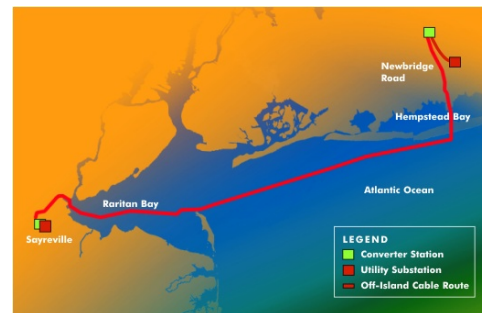 Newbridge
Road
Hempstead Bay
Raritan Bay
Atlantic Ocean
Sayreville
LEGEND
Converter Station
Utility Substation
Off-Island Cable Route